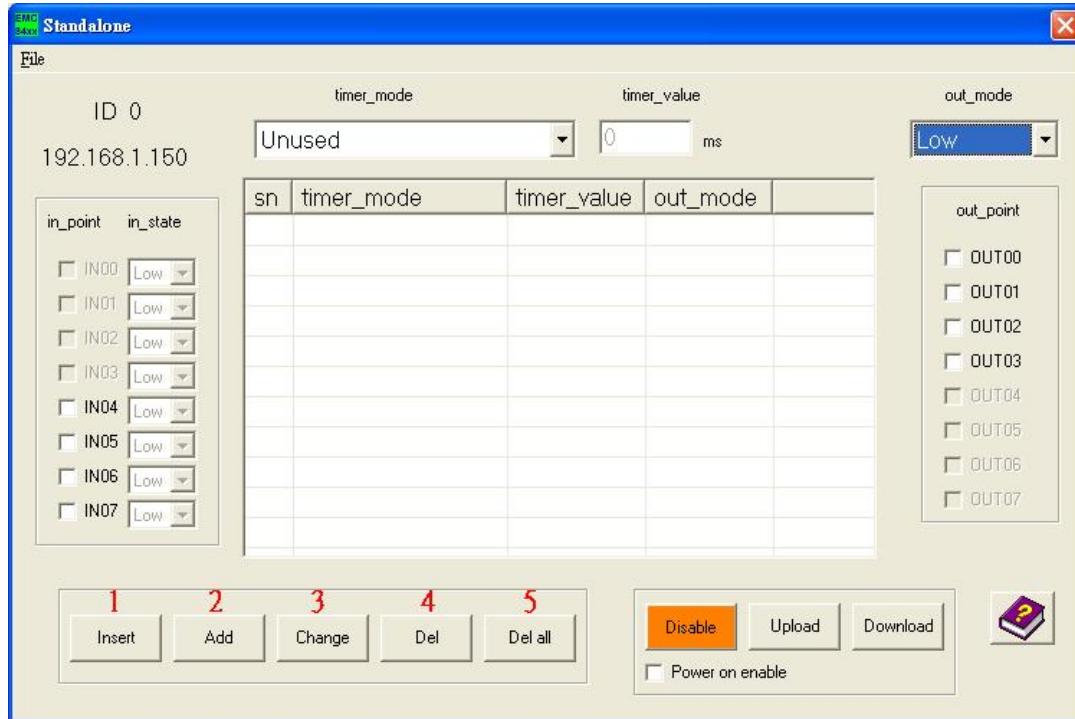 EMC
34xx
Standalone
File
ID 0
192.168.1.150
timer_mode
timer_value
out_mode
Unused
0
ms
Low
sn timer_mode timer_value out_mode
in_point in_state
IN00 Low
IN01 Low
IN02 Low
IN03 Low
IN04 Low
IN05 Low
IN06 Low
IN07 Low
out_point
OUT00
OUT01
OUT02
OUT03
OUT04
OUT05
OUT06
OUT07
1 2 3 4 5
Insert Add Change Del Del all
Disable Upload Download
Power on enable
?